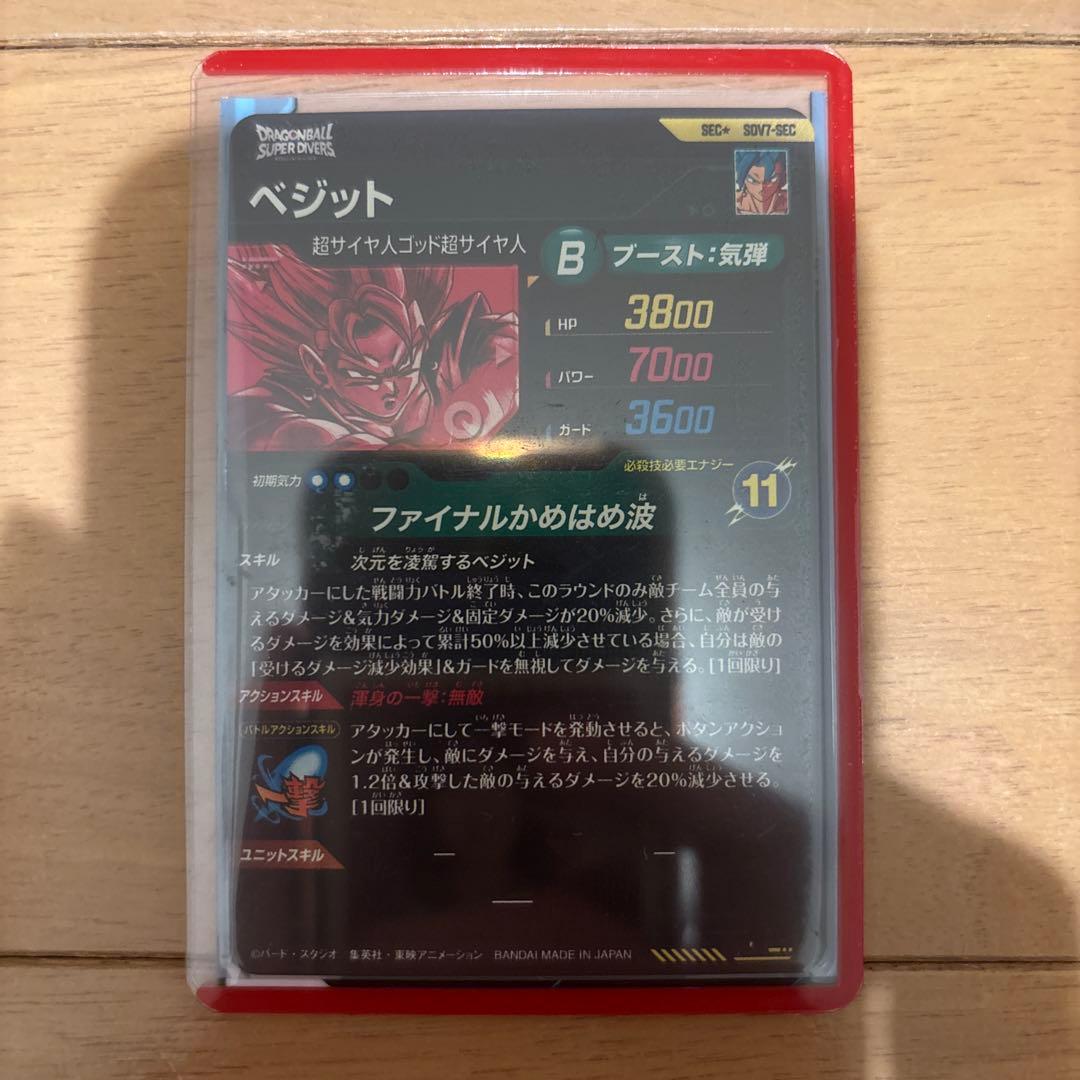 DRAGONBALL
SUPER DIVERS
SEC★ SDV7-SEC
ベジット
超サイヤ人ゴッド超サイヤ人
B ブースト:気弾
HP 3800
パワー 7000
ガード 3600
初期気力
必殺技必要エナジー
11
ファイナルかめはめ波
スキル 次元を凌駕するベジット
アタッカーにした戦闘力バトル終了時、このラウンドのみ敵チーム全員の与
えるダメージ&気力ダメージ&固定ダメージが20%減少。さらに、敵が受け
るダメージを効果によって累計50%以上減少させている場合、自分は敵の
[受けるダメージ減少効果]&ガードを無視してダメージを与える。[1回限り]
アクションスキル 渾身の一撃:無敵
バトルアクションスキル
アタッカーにして一撃モードを発動させると、ボタンアクショ
ンが発生し、敵にダメージを与え、自分の与えるダメージを
1.2倍&攻撃した敵の与えるダメージを20%減少させる。
[1回限り]
一撃
ユニットスキル
©バード・スタジオ 集英社・東映アニメーション BANDAI MADE IN JAPAN